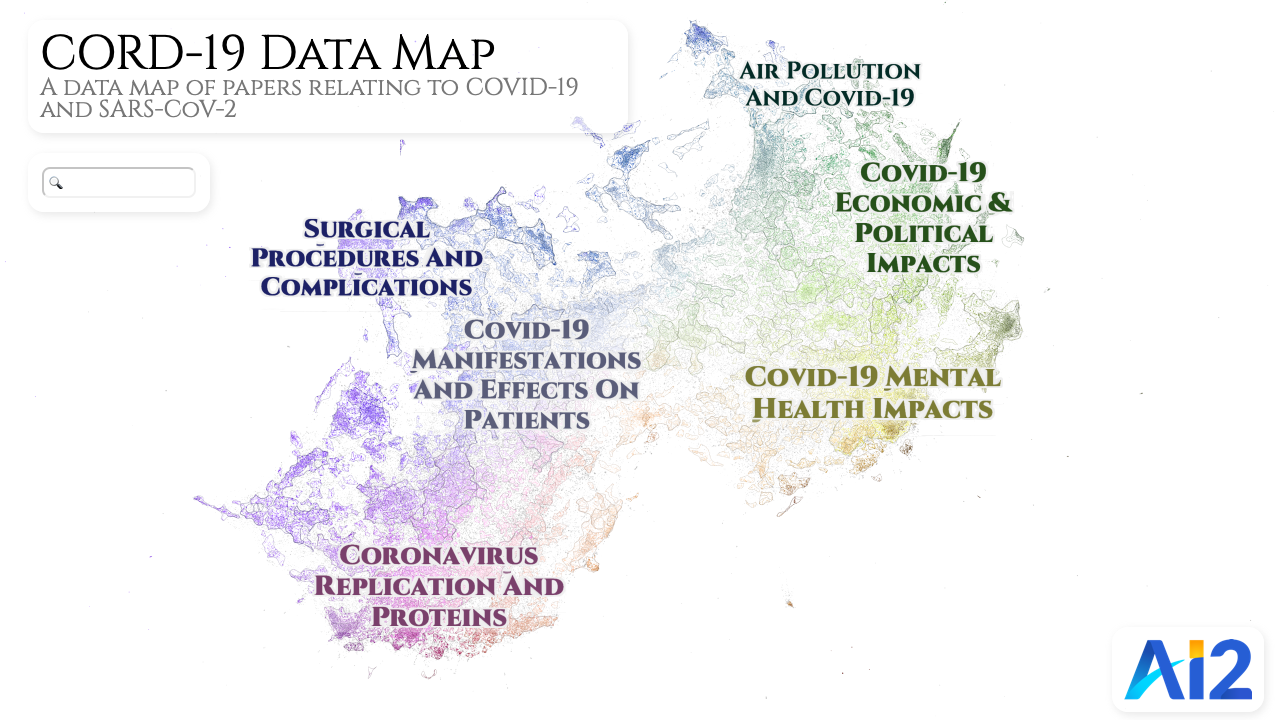 CORD-19 Data Map
A data map of papers relating to COVID-19
and SARS-CoV-2
Air Pollution
And Covid-19
Covid-19
Economic &
Political
Impacts
Surgical
Procedures And
Complications
Covid-19
Manifestations
And Effects On
Patients
Covid-19 Mental
Health Impacts
Coronavirus
Replication And
Proteins
Ai2